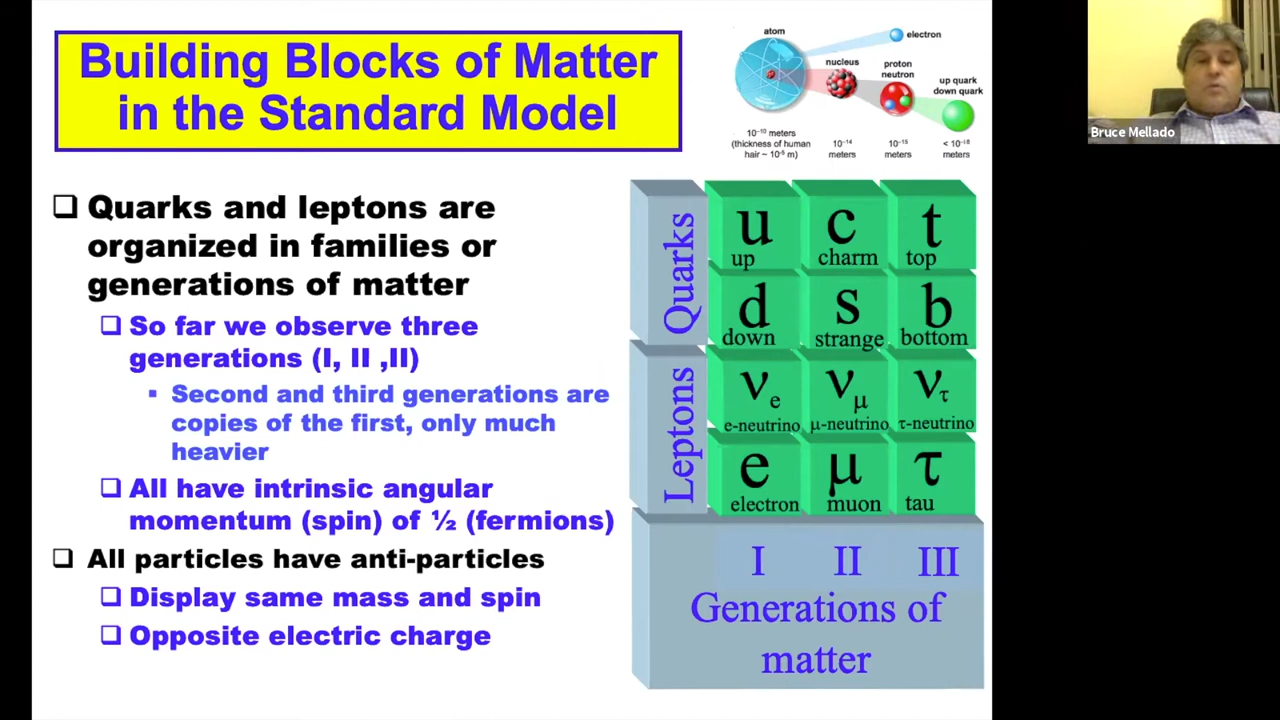 Building Blocks of Matter
in the Standard Model
atom
electron
nucleus
proton
neutron
up quark
down quark
10⁻¹⁰ meters
(thickness of human
hair ~ 10⁻⁵ m)
10⁻¹⁴
meters
10⁻¹⁵
meters
< 10⁻¹⁸
meters
Bruce Mellado
❑ Quarks and leptons are
organized in families or
generations of matter
❑ So far we observe three
generations (I, II ,II)
▪ Second and third generations are
copies of the first, only much
heavier
❑ All have intrinsic angular
momentum (spin) of ½ (fermions)
❑ All particles have anti-particles
❑ Display same mass and spin
❑ Opposite electric charge
Quarks
u c t
up charm top
d s b
down strange bottom
Leptons
νe νμ ντ
e-neutrino μ-neutrino τ-neutrino
e μ τ
electron muon tau
I II III
Generations of
matter